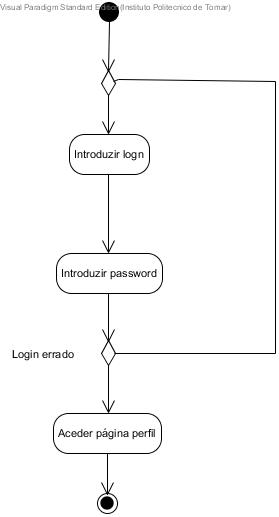 Visual Paradigm Standard Edition(Instituto Politecnico de Tomar)
Introduzir logn
Introduzir password
Login errado
Aceder página perfil